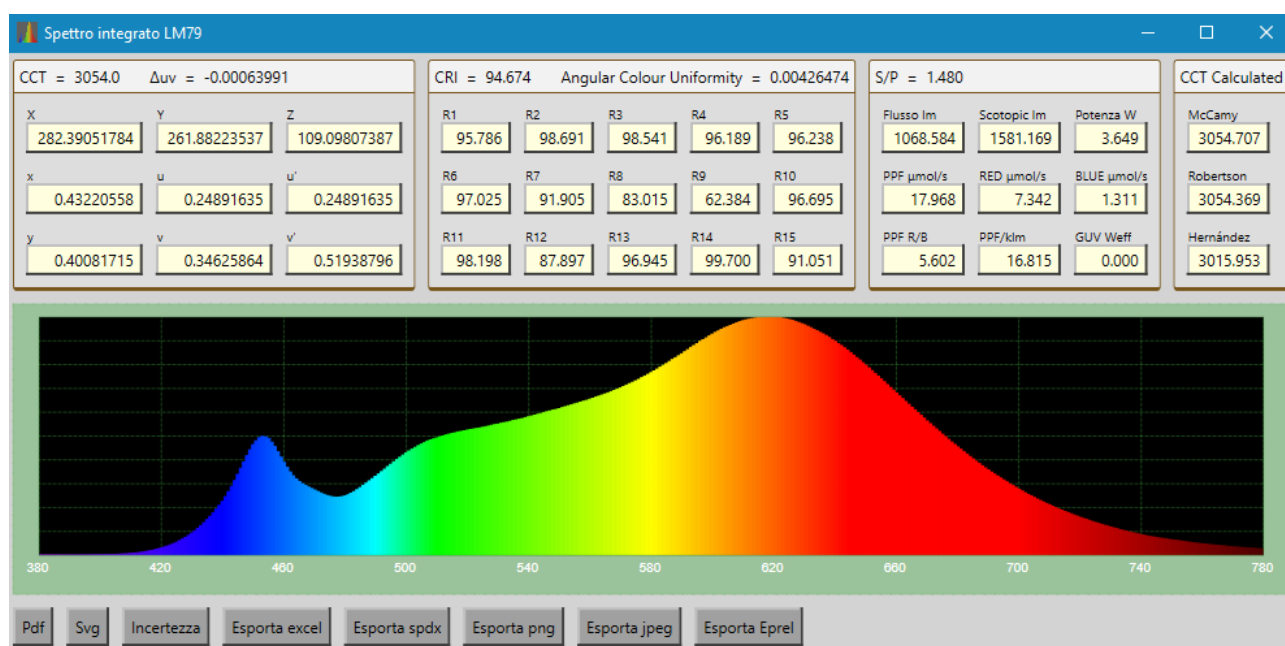 Spettro integrato LM79
CCT = 3054.0 Δuv = -0.00063991
X Y Z
282.39051784 261.88223537 109.09807387
x u u'
0.43220558 0.24891635 0.24891635
y v v'
0.40081715 0.34625864 0.51938796
CRI = 94.674 Angular Colour Uniformity = 0.00426474
R1 R2 R3 R4 R5
95.786 98.691 98.541 96.189 96.238
R6 R7 R8 R9 R10
97.025 91.905 83.015 62.384 96.695
R11 R12 R13 R14 R15
98.198 87.897 96.945 99.700 91.051
S/P = 1.480
Flusso lm Scotopic lm Potenza W
1068.584 1581.169 3.649
PPF μmol/s RED μmol/s BLUE μmol/s
17.968 7.342 1.311
PPF R/B PPF/klm GUV Weff
5.602 16.815 0.000
CCT Calculated
McCamy
3054.707
Robertson
3054.369
Hernández
3015.953
380 420 460 500 540 580 620 660 700 740 780
Pdf Svg Incertezza Esporta excel Esporta spdx Esporta png Esporta jpeg Esporta Eprel